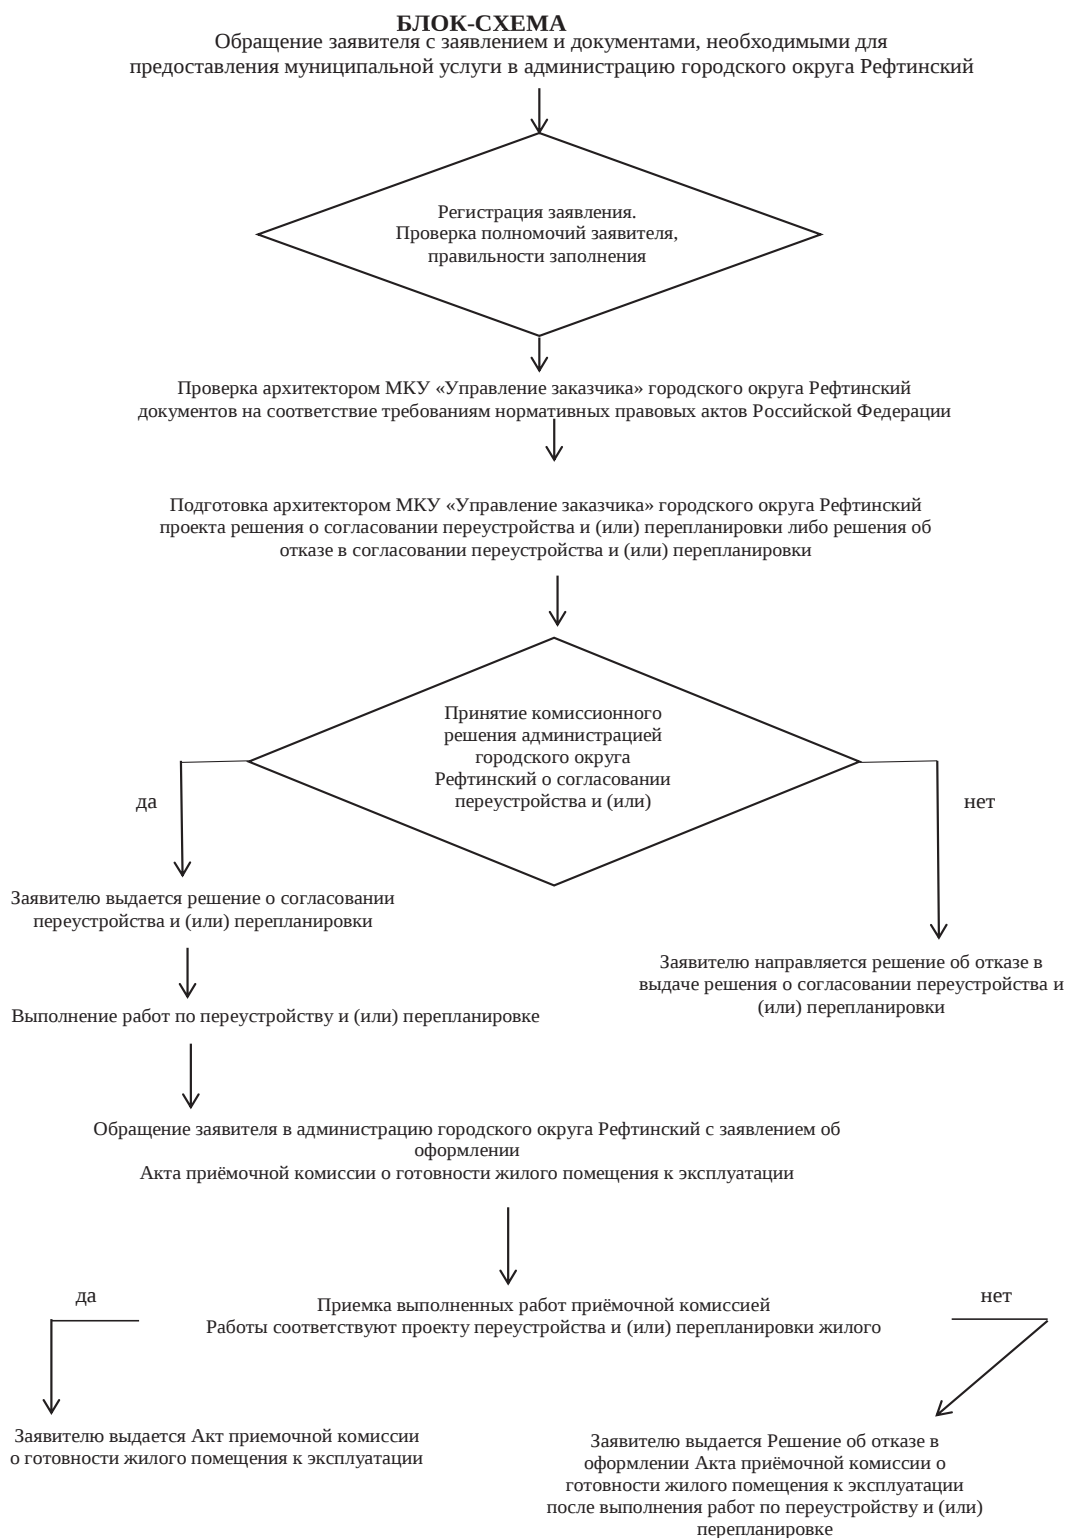 БЛОК-СХЕМА
Обращение заявителя с заявлением и документами, необходимыми для
предоставления муниципальной услуги в администрацию городского округа Рефтинский
Регистрация заявления.
Проверка полномочий заявителя,
правильности заполнения
Проверка архитектором МКУ «Управление заказчика» городского округа Рефтинский
документов на соответствие требованиям нормативных правовых актов Российской Федерации
Подготовка архитектором МКУ «Управление заказчика» городского округа Рефтинский
проекта решения о согласовании переустройства и (или) перепланировки либо решения об
отказе в согласовании переустройства и (или) перепланировки
Принятие комиссионного
решения администрацией
городского округа
Рефтинский о согласовании
переустройства и (или)
да
нет
Заявителю выдается решение о согласовании
переустройства и (или) перепланировки
Заявителю направляется решение об отказе в
выдаче решения о согласовании переустройства и
(или) перепланировки
Выполнение работ по переустройству и (или) перепланировке
Обращение заявителя в администрацию городского округа Рефтинский с заявлением об
оформлении
Акта приёмочной комиссии о готовности жилого помещения к эксплуатации
да
нет
Приемка выполненных работ приёмочной комиссией
Работы соответствуют проекту переустройства и (или) перепланировки жилого
Заявителю выдается Акт приемочной комиссии
о готовности жилого помещения к эксплуатации
Заявителю выдается Решение об отказе в
оформлении Акта приёмочной комиссии о
готовности жилого помещения к эксплуатации
после выполнения работ по переустройству и (или)
перепланировке